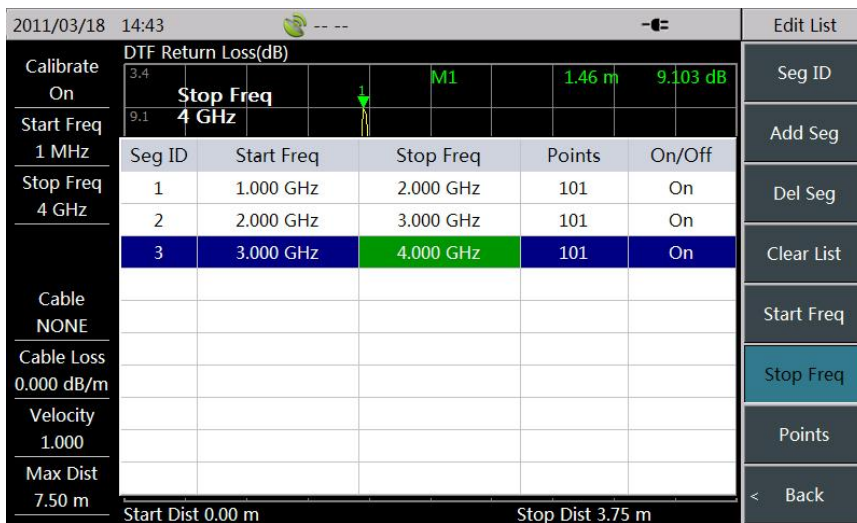 2011/03/18 14:43 -- -- Edit List
Calibrate
On
Start Freq
1 MHz
Stop Freq
4 GHz
Cable
NONE
Cable Loss
0.000 dB/m
Velocity
1.000
Max Dist
7.50 m
DTF Return Loss(dB)
3.4 M1 1.46 m 9.103 dB
Stop Freq
1
9.1 4 GHz
Seg ID Start Freq Stop Freq Points On/Off
1 1.000 GHz 2.000 GHz 101 On
2 2.000 GHz 3.000 GHz 101 On
3 3.000 GHz 4.000 GHz 101 On
Start Dist 0.00 m Stop Dist 3.75 m
Seg ID
Add Seg
Del Seg
Clear List
Start Freq
Stop Freq
Points
< Back